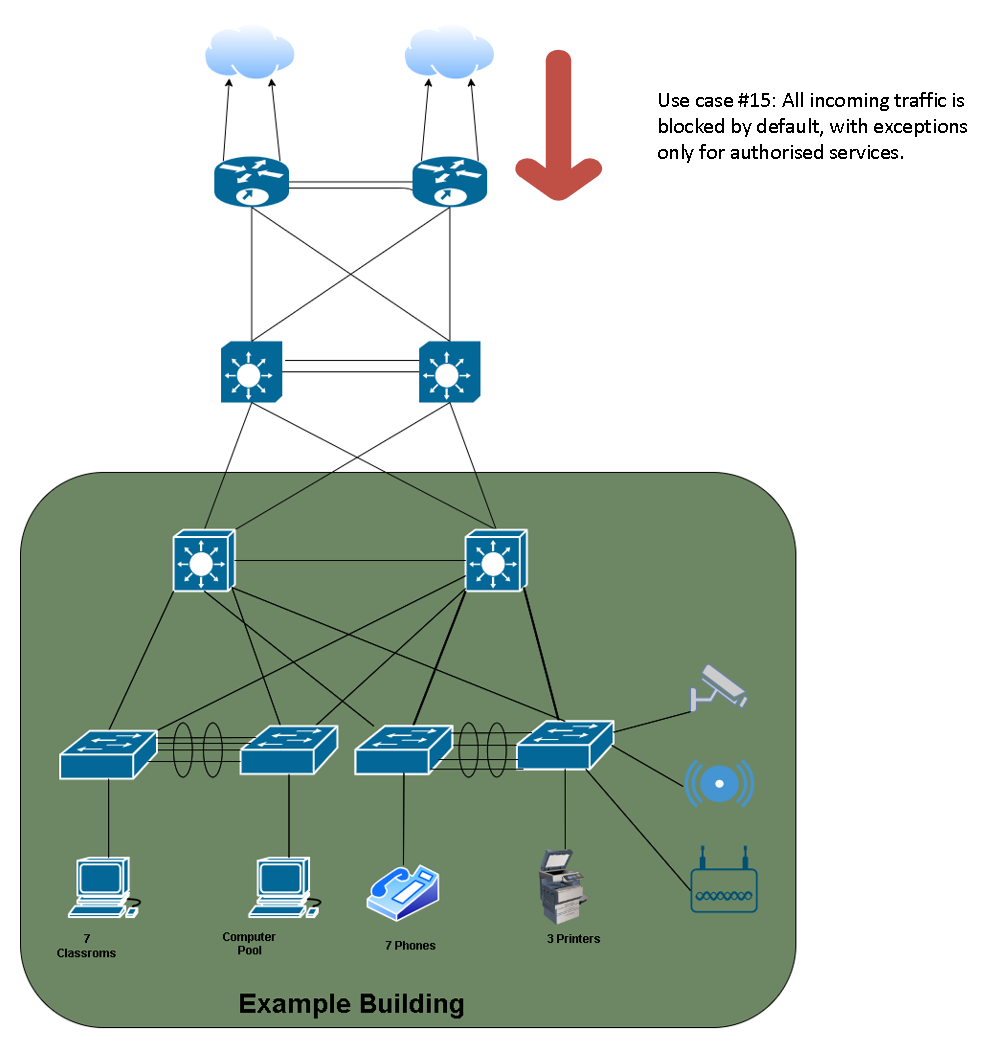 Use case #15: All incoming traffic is
blocked by default, with exceptions
only for authorised services.
7
Classroms
Computer
Pool
7 Phones
3 Printers
Example Building